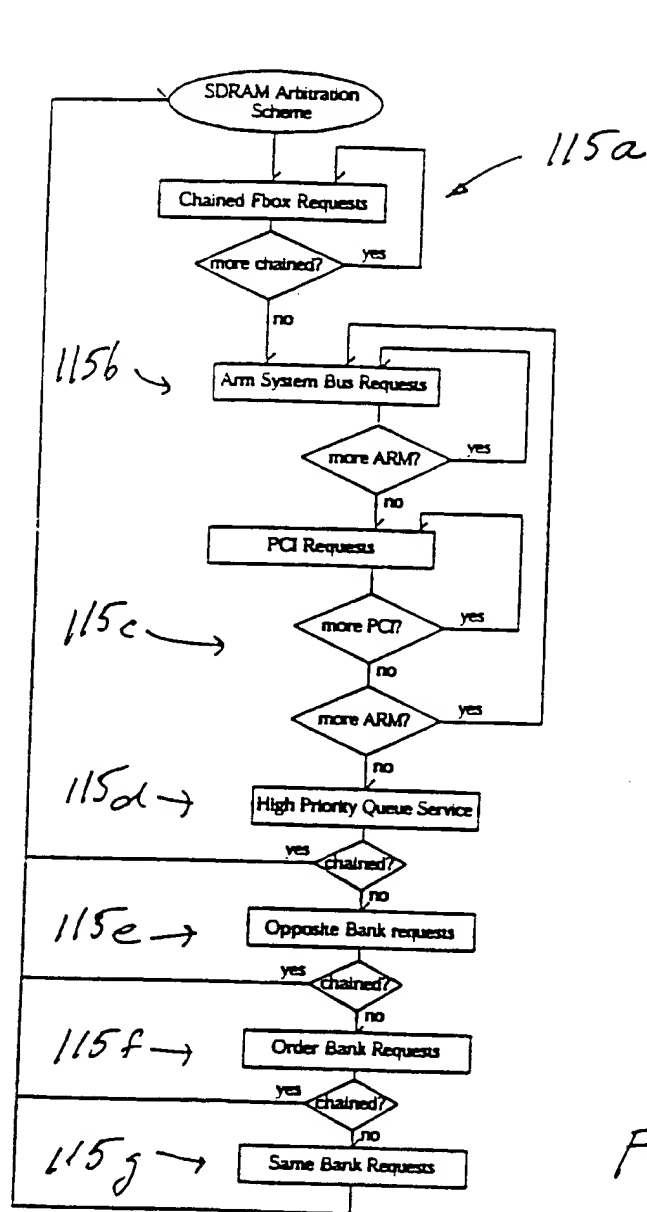 SDRAM Arbitration
Scheme
115a
Chained Fbox Requests
more chained?
yes
no
115b
Arm System Bus Requests
more ARM?
yes
no
PCI Requests
115c
more PCI?
yes
no
more ARM?
yes
no
115d
High Priority Queue Service
yes
chained?
no
115e
Opposite Bank requests
yes
chained?
no
115f
Order Bank Requests
yes
chained?
no
115g
Same Bank Requests
F